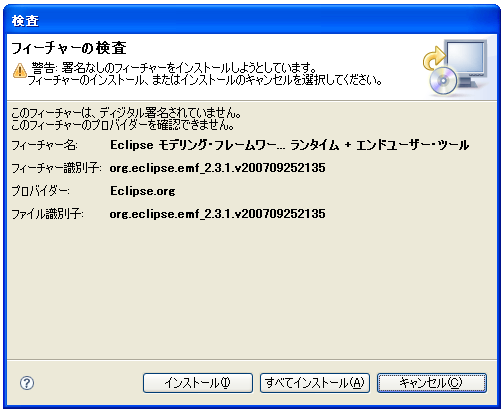 検査
フィーチャーの検査
警告: 署名なしのフィーチャーをインストールしようとしています。
フィーチャーのインストール、またはインストールのキャンセルを選択してください。
このフィーチャーは、ディジタル署名されていません。
このフィーチャーのプロバイダーを確認できません。
フィーチャー名: Eclipse モデリング・フレームワー... ランタイム + エンドユーザー・ツール
フィーチャー識別子: org.eclipse.emf_2.3.1.v200709252135
プロバイダー: Eclipse.org
ファイル識別子: org.eclipse.emf_2.3.1.v200709252135
? インストール(I) すべてインストール(A) キャンセル(C)